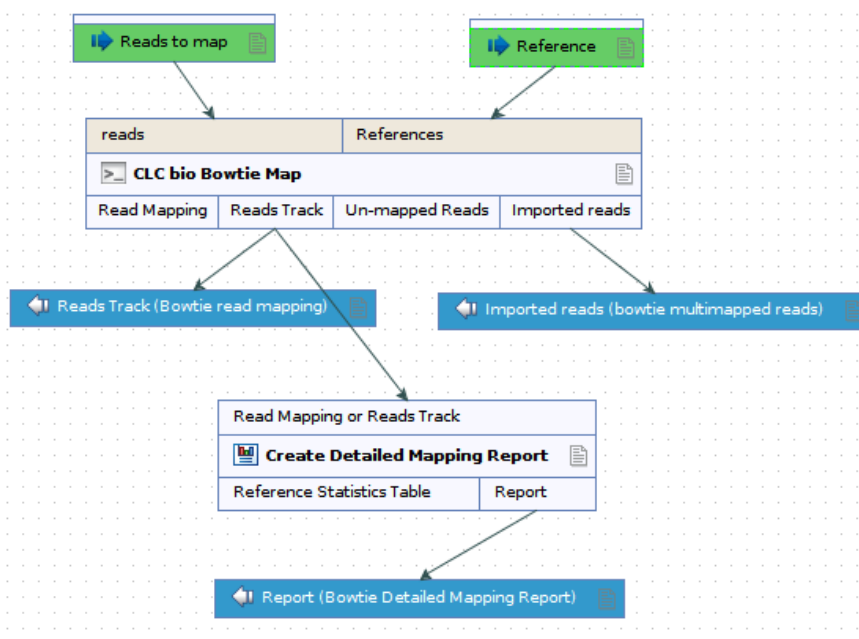 Reads to map
Reference
reads
References
CLC bio Bowtie Map
Read Mapping
Reads Track
Un-mapped Reads
Imported reads
Reads Track (Bowtie read mapping)
Imported reads (bowtie multimapped reads)
Read Mapping or Reads Track
Create Detailed Mapping Report
Reference Statistics Table
Report
Report (Bowtie Detailed Mapping Report)